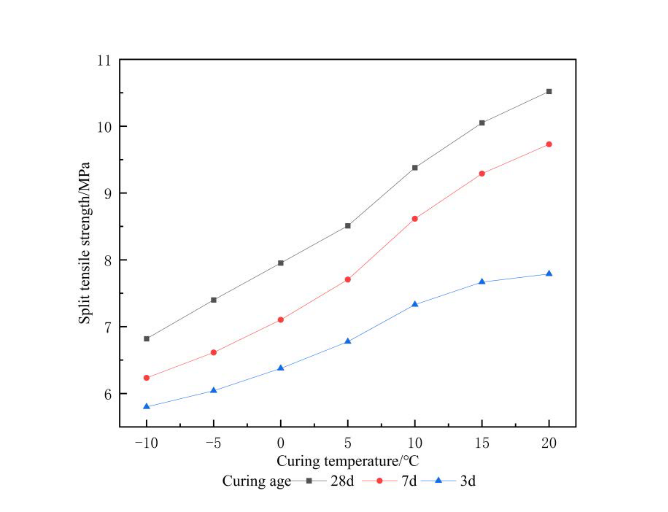 11
10
9
8
7
6
Split tensile strength/MPa
-10 -5 0 5 10 15 20
Curing temperature/℃
Curing age 28d 7d 3d